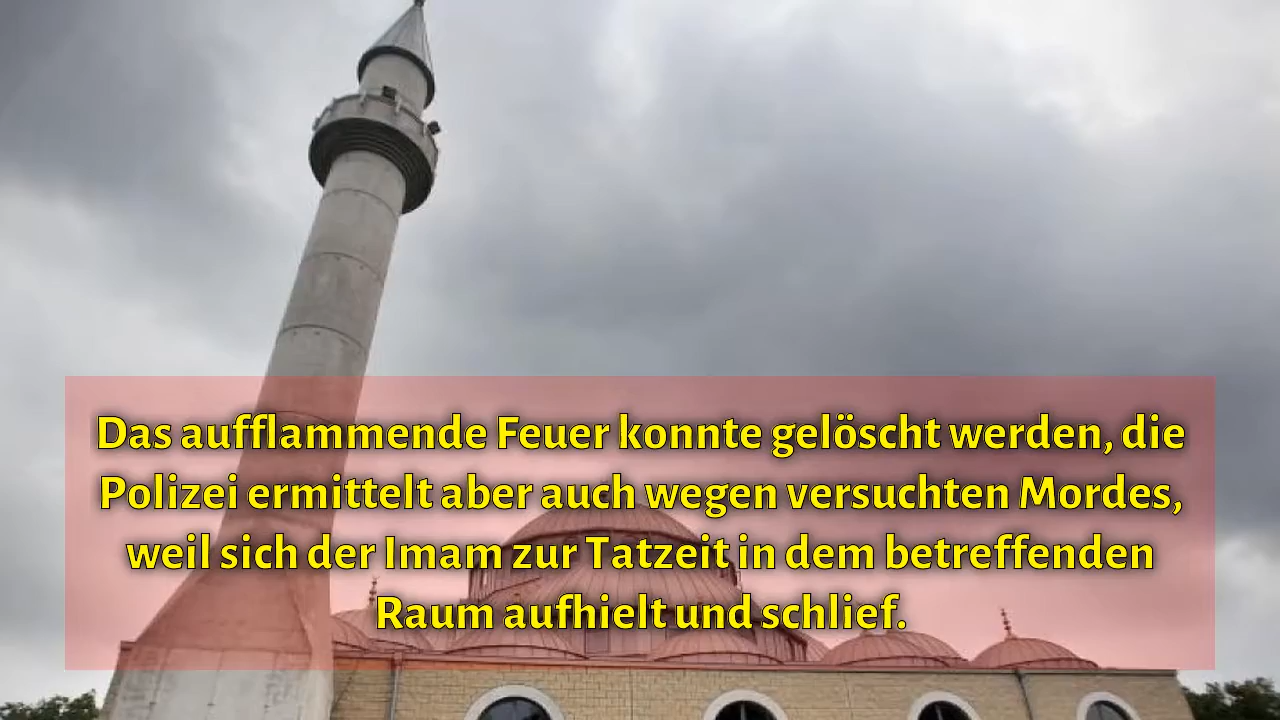 Das aufflammende Feuer konnte gelöscht werden, die
Polizei ermittelt aber auch wegen versuchten Mordes,
weil sich der Imam zur Tatzeit in dem betreffenden
Raum aufhielt und schlief.